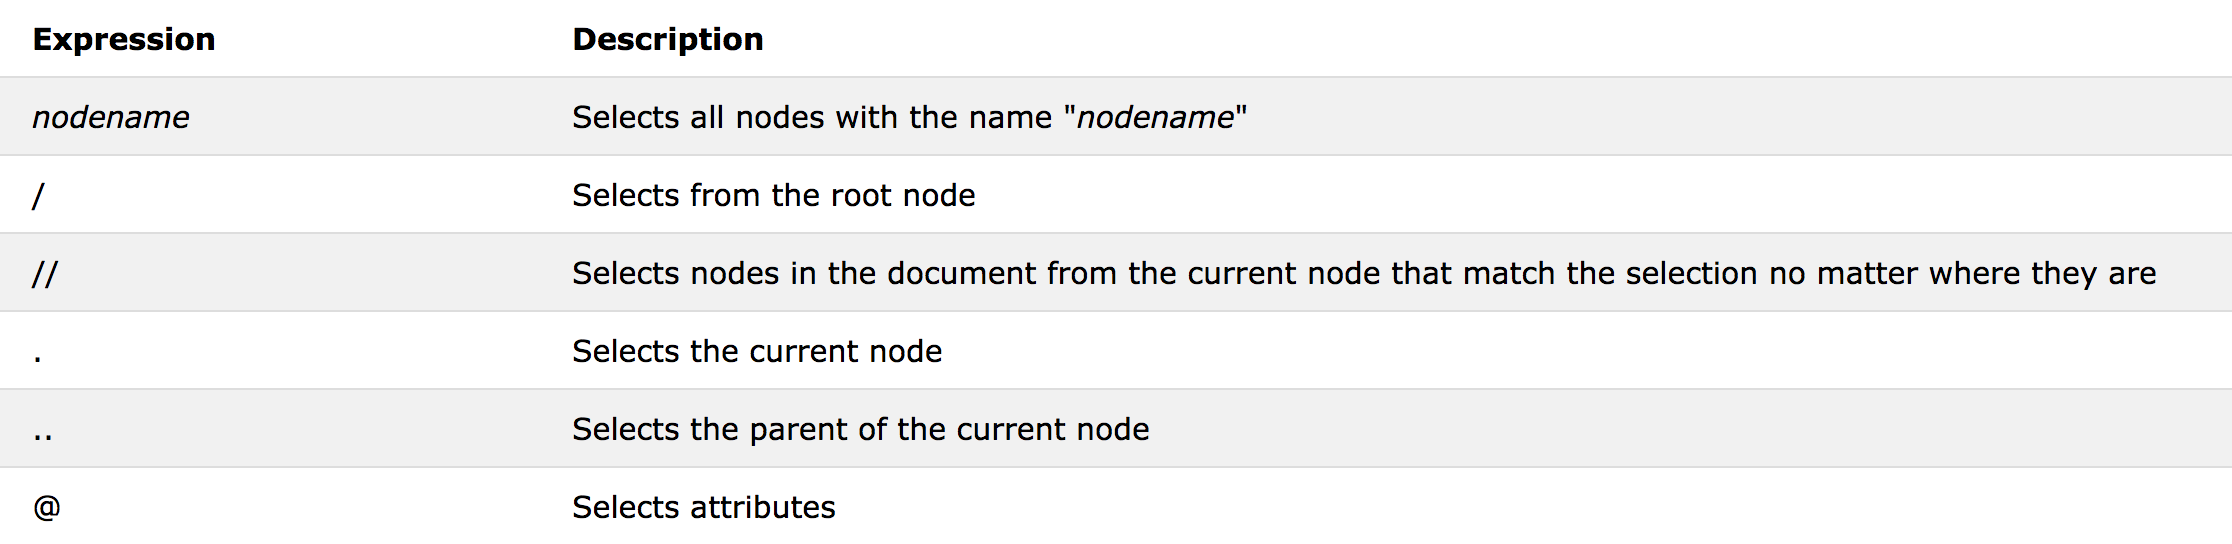 Expression Description
nodename Selects all nodes with the name "nodename"
/ Selects from the root node
// Selects nodes in the document from the current node that match the selection no matter where they are
. Selects the current node
.. Selects the parent of the current node
@ Selects attributes